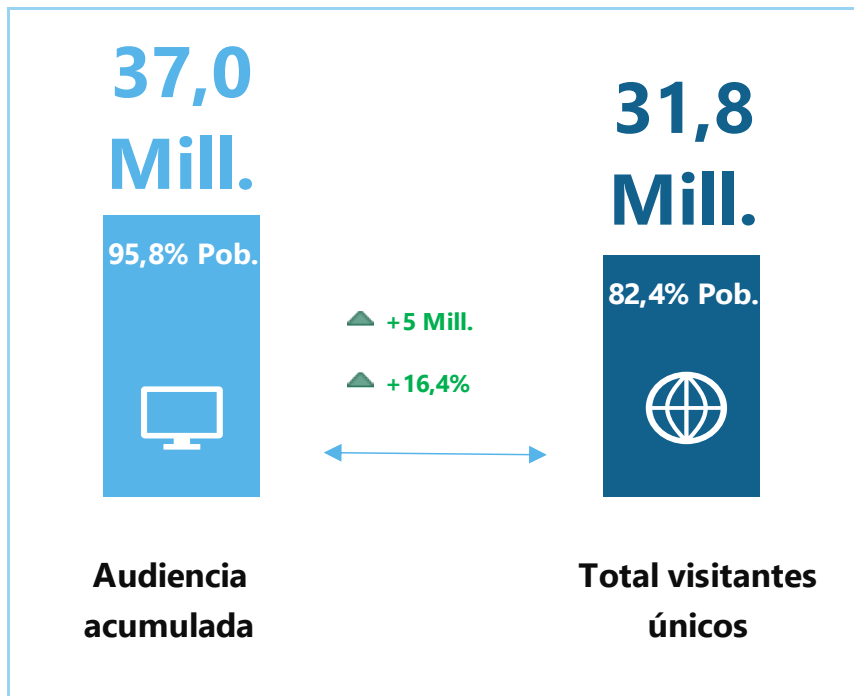 37,0
Mill.
95,8% Pob.
+5 Mill.
+16,4%
31,8
Mill.
82,4% Pob.
Audiencia
acumulada
Total visitantes
únicos